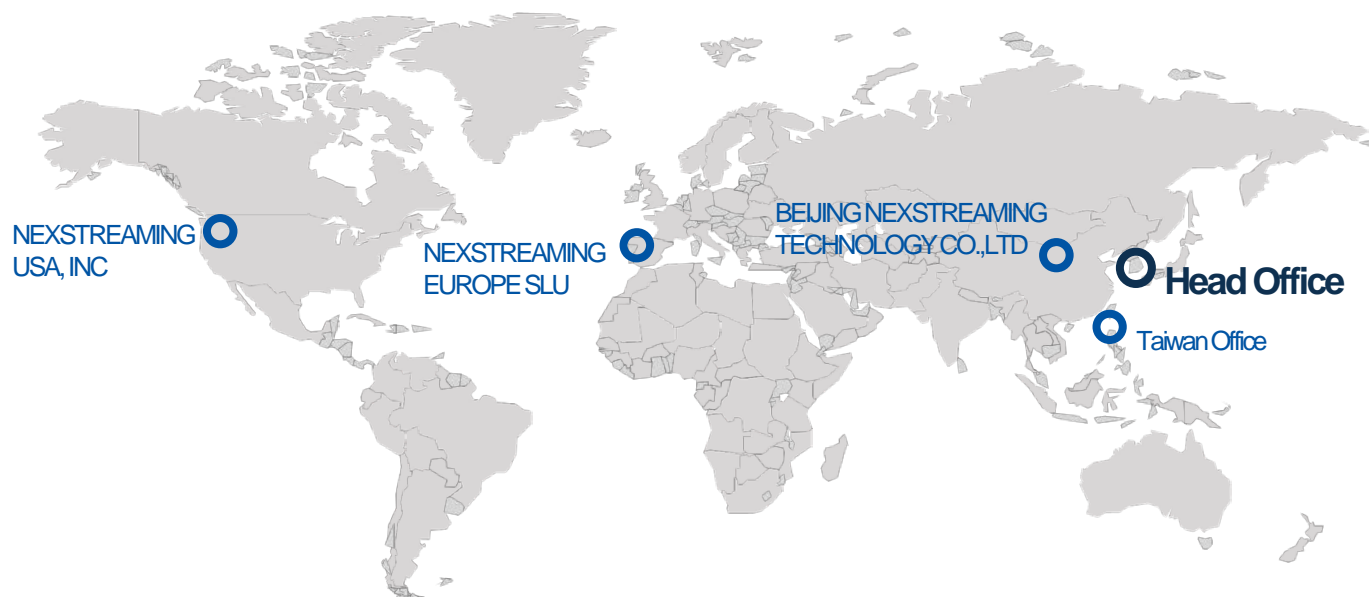 NEXSTREAMING
USA, INC
NEXSTREAMING
EUROPE SLU
BEIJING NEXSTREAMING
TECHNOLOGY CO.,LTD
Head Office
Taiwan Office